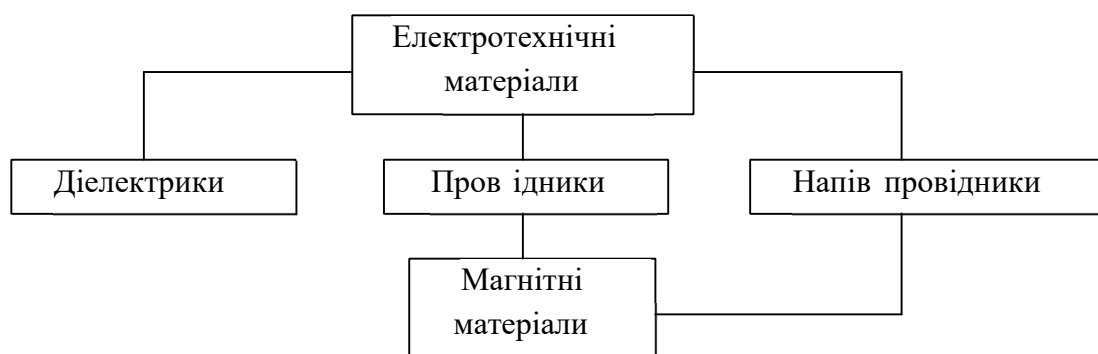 Електротехнічні
матеріали
Діелектрики
Пров ідники
Напів провідники
Магнітні
матеріали